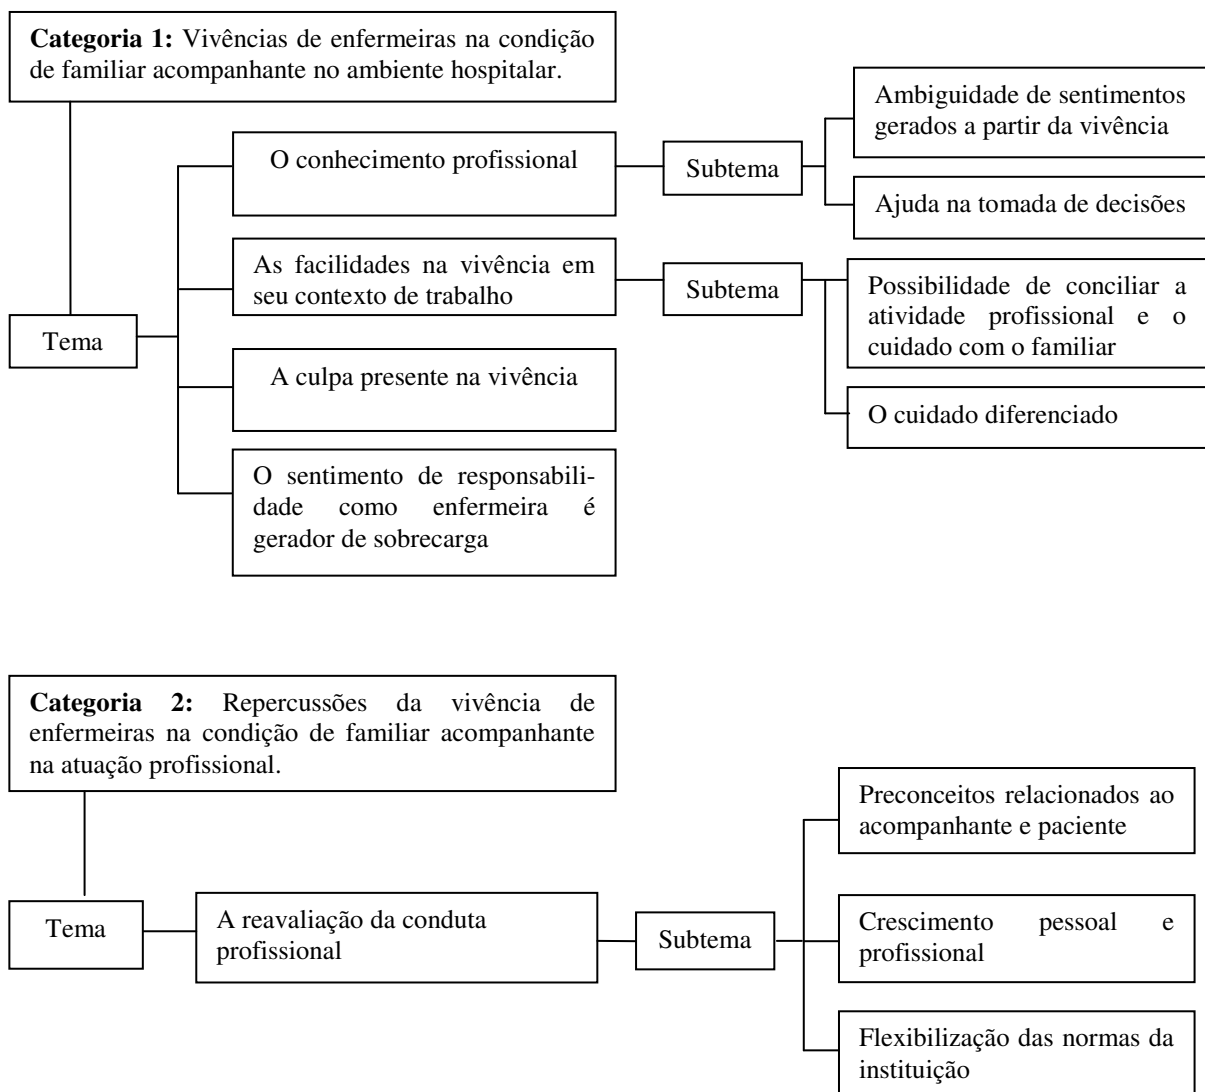 Categoria 1: Vivências de enfermeiras na condição
de familiar acompanhante no ambiente hospitalar.
Tema
O conhecimento profissional
Subtema
Ambiguidade de sentimentos
gerados a partir da vivência
Ajuda na tomada de decisões
As facilidades na vivência em
seu contexto de trabalho
Subtema
Possibilidade de conciliar a
atividade profissional e o
cuidado com o familiar
O cuidado diferenciado
A culpa presente na vivência
O sentimento de responsabili-
dade como enfermeira é
gerador de sobrecarga
Categoria 2: Repercussões da vivência de
enfermeiras na condição de familiar acompanhante
na atuação profissional.
Tema
A reavaliação da conduta
profissional
Subtema
Preconceitos relacionados ao
acompanhante e paciente
Crescimento pessoal e
profissional
Flexibilização das normas da
instituição